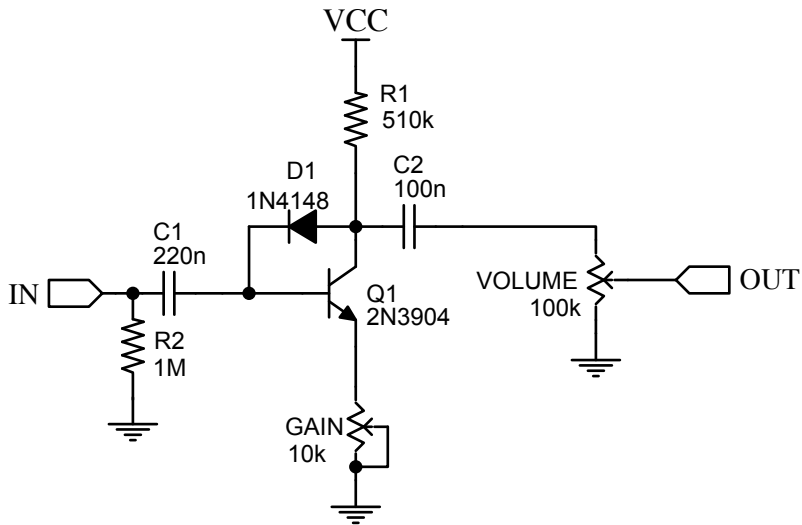 VCC
R1
510k
D1
1N4148
C2
100n
C1
220n
IN
R2
1M
Q1
2N3904
VOLUME
100k
OUT
GAIN
10k